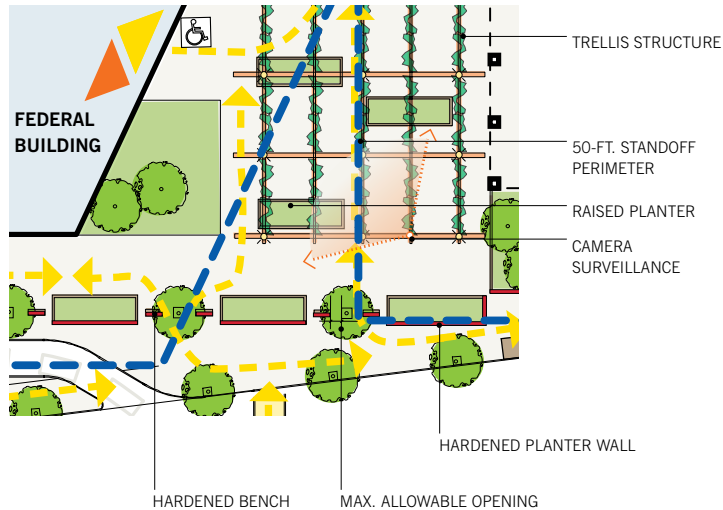 TRELLIS STRUCTURE
FEDERAL
BUILDING
50-FT. STANDOFF
PERIMETER
RAISED PLANTER
CAMERA
SURVEILLANCE
HARDENED PLANTER WALL
HARDENED BENCH
MAX. ALLOWABLE OPENING